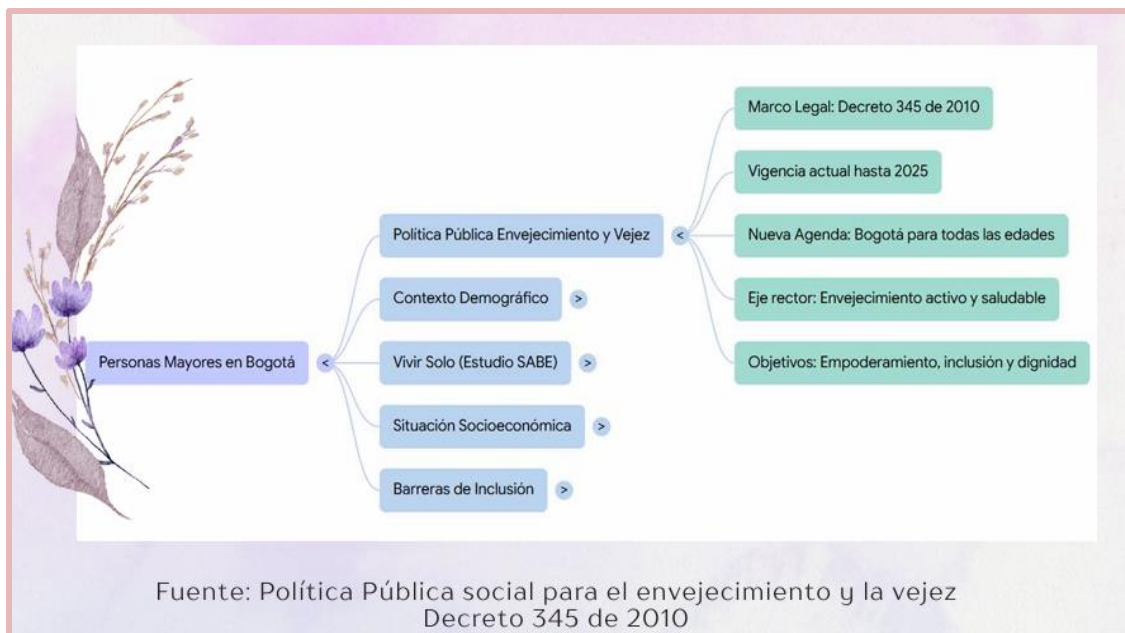 Marco Legal: Decreto 345 de 2010
Vigencia actual hasta 2025
Política Pública Envejecimiento y Vejez <
Nueva Agenda: Bogotá para todas las edades
Contexto Demográfico >
Eje rector: Envejecimiento activo y saludable
Personas Mayores en Bogotá <
Vivir Solo (Estudio SABE) >
Objetivos: Empoderamiento, inclusión y dignidad
Situación Socioeconómica >
Barreras de Inclusión >
Fuente: Política Pública social para el envejecimiento y la vejez
Decreto 345 de 2010